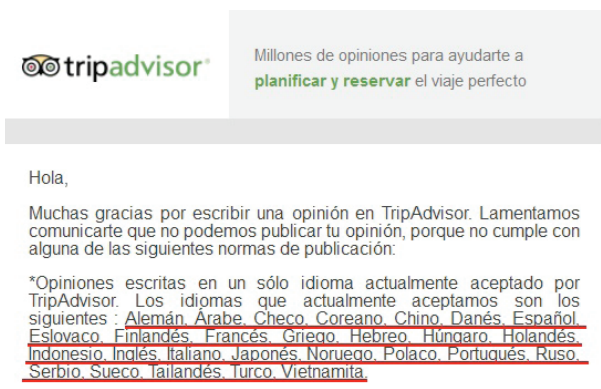 tripadvisor®
Millones de opiniones para ayudarte a
planificar y reservar el viaje perfecto
Hola,
Muchas gracias por escribir una opinión en TripAdvisor. Lamentamos
comunicarte que no podemos publicar tu opinión, porque no cumple con
alguna de las siguientes normas de publicación:
*Opiniones escritas en un sólo idioma actualmente aceptado por
TripAdvisor. Los idiomas que actualmente aceptamos son los
siguientes : Alemán, Árabe, Checo, Coreano, Chino, Danés, Español,
Eslovaco, Finlandés, Francés, Griego, Hebreo, Húngaro, Holandés,
Indonesio, Inglés, Italiano, Japonés, Noruego, Polaco, Portugués, Ruso,
Serbio, Sueco, Tailandés, Turco, Vietnamita.